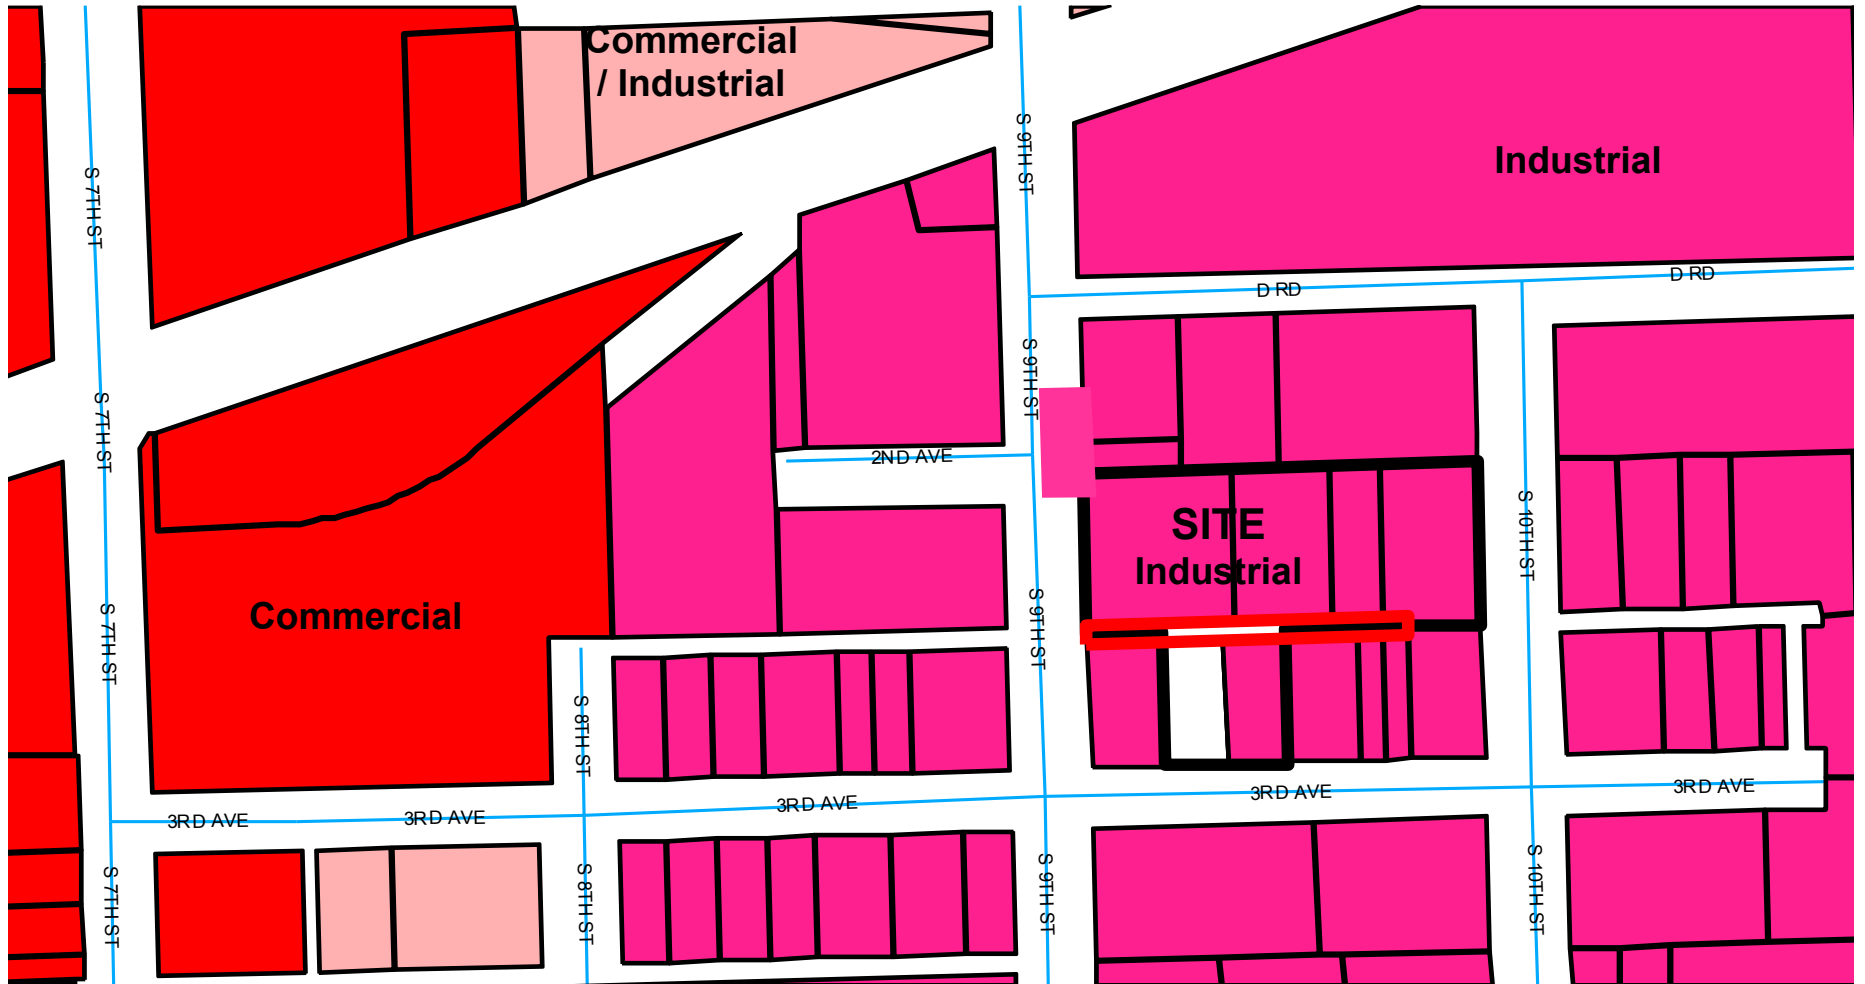 Commercial
/ Industrial
Industrial
S 7TH ST
S 9TH ST
D RD
D RD
S 9TH ST
S 7TH ST
2ND AVE
SITE
Industrial
S 10TH ST
Commercial
S 7TH ST
S 9TH ST
S 8TH ST
3RD AVE
3RD AVE
3RD AVE
3RD AVE
3RD AVE
S 7TH ST
S 8TH ST
S 9TH ST
S 10TH ST